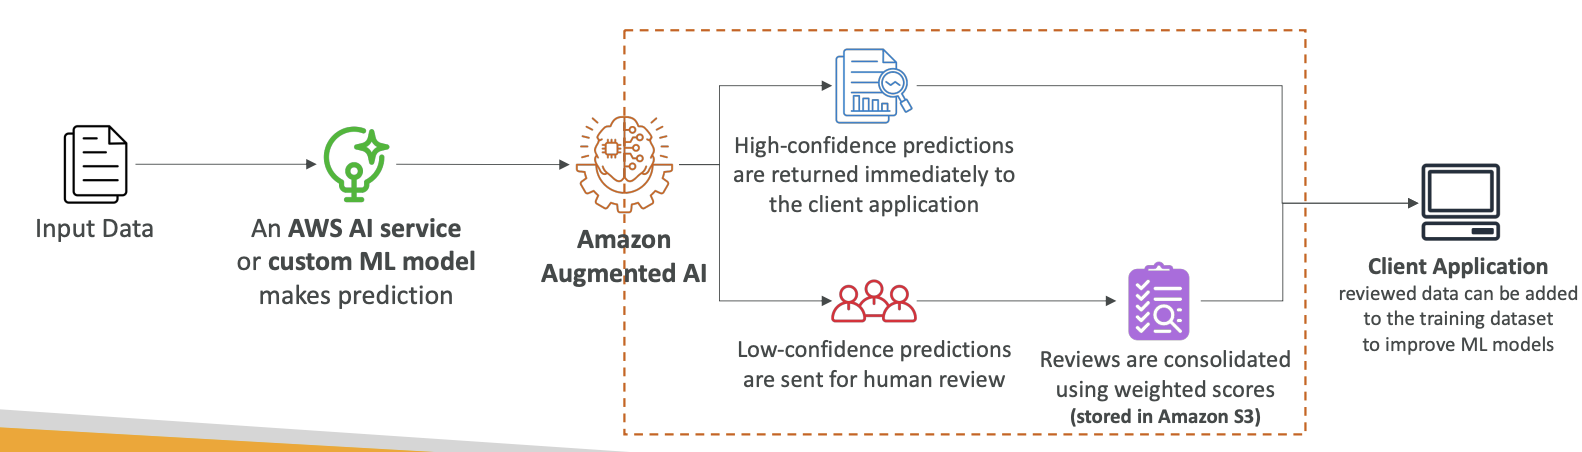 Input Data
An AWS AI service
or custom ML model
makes prediction
Amazon
Augmented AI
High-confidence predictions
are returned immediately to
the client application
Low-confidence predictions
are sent for human review
Reviews are consolidated
using weighted scores
(stored in Amazon S3)
Client Application
reviewed data can be added
to the training dataset
to improve ML models